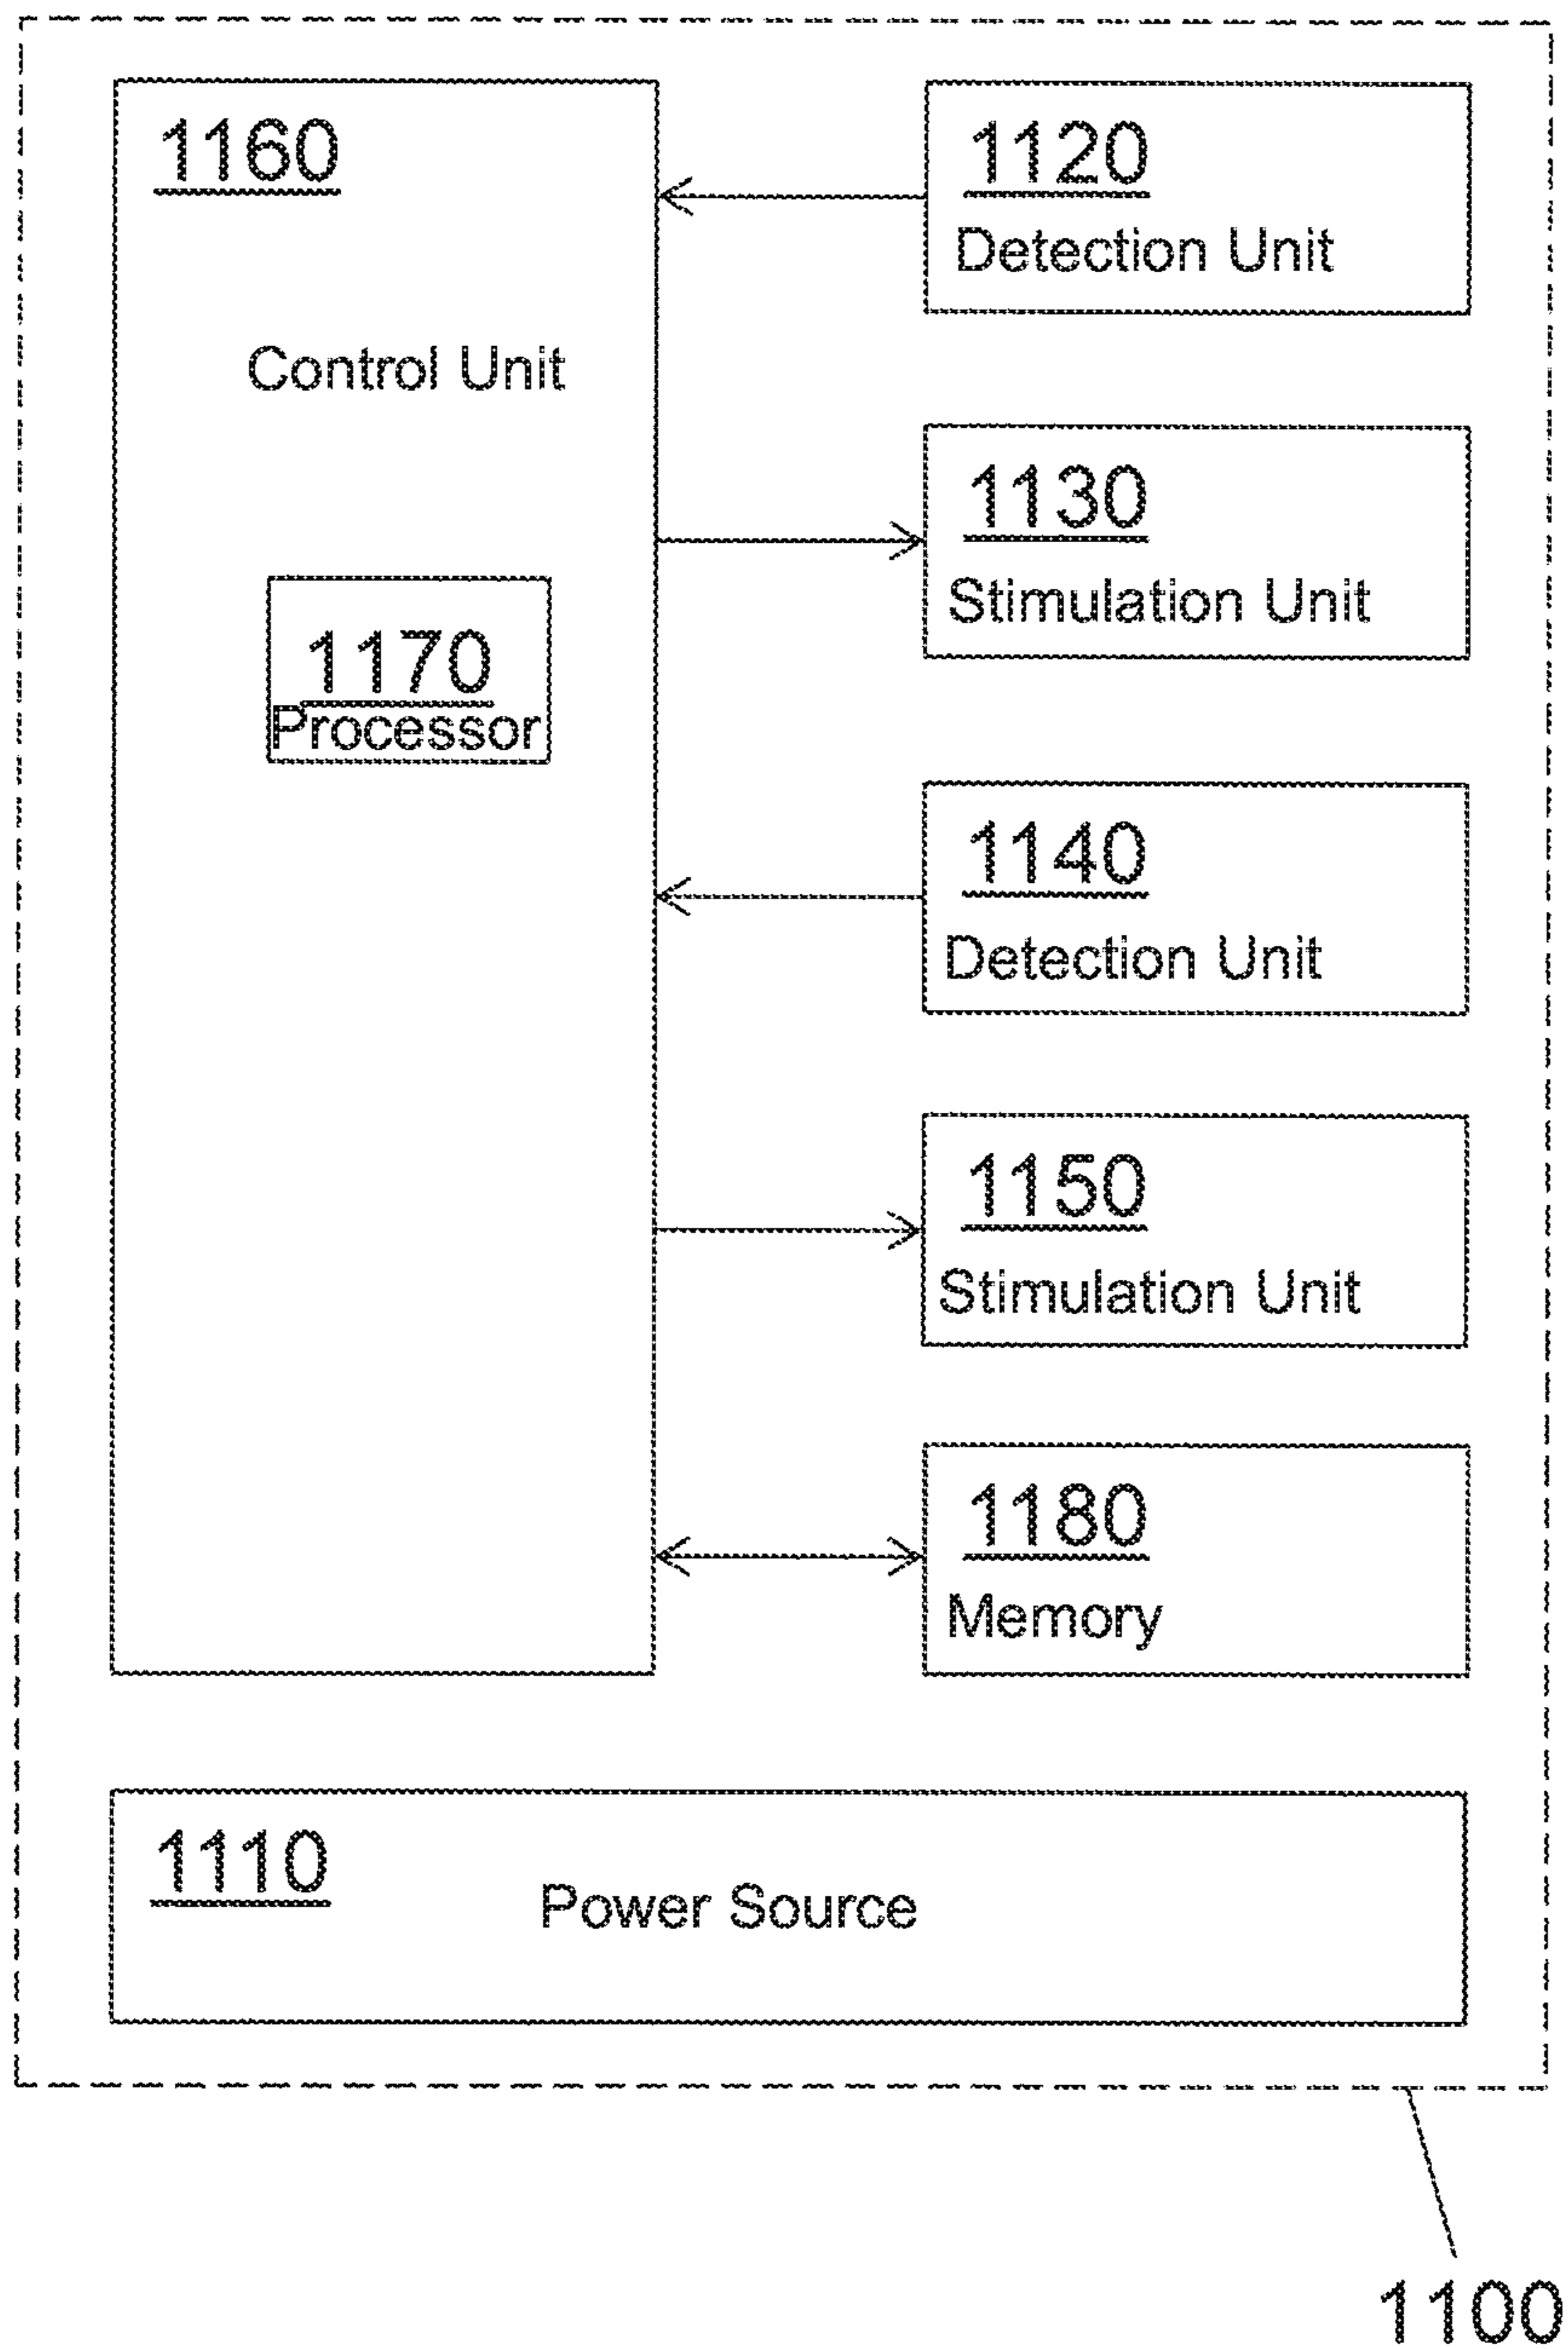 1160
Control Unit
1170
Processor
1120
Detection Unit
1130
Stimulation Unit
1140
Detection Unit
1150
Stimulation Unit
1180
Memory
1110
Power Source
1100